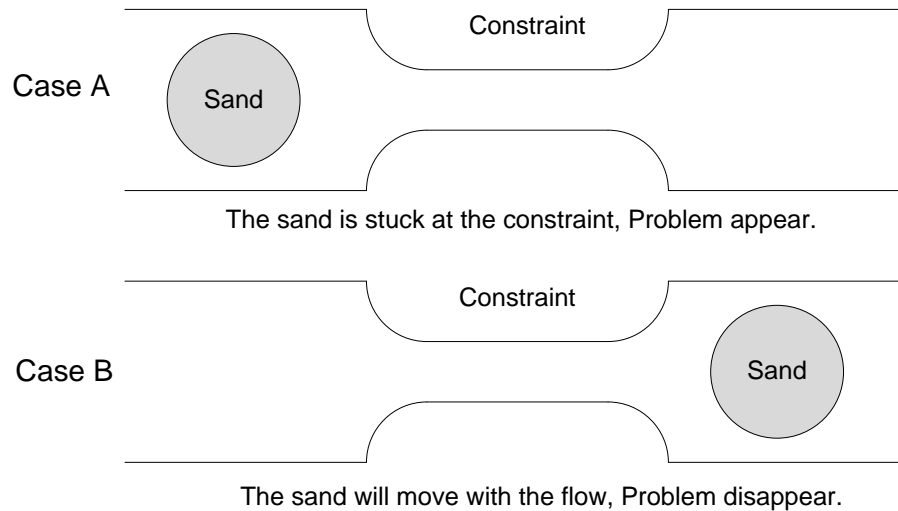 Constraint
Case A
Sand
The sand is stuck at the constraint, Problem appear.
Constraint
Case B
Sand
The sand will move with the flow, Problem disappear.